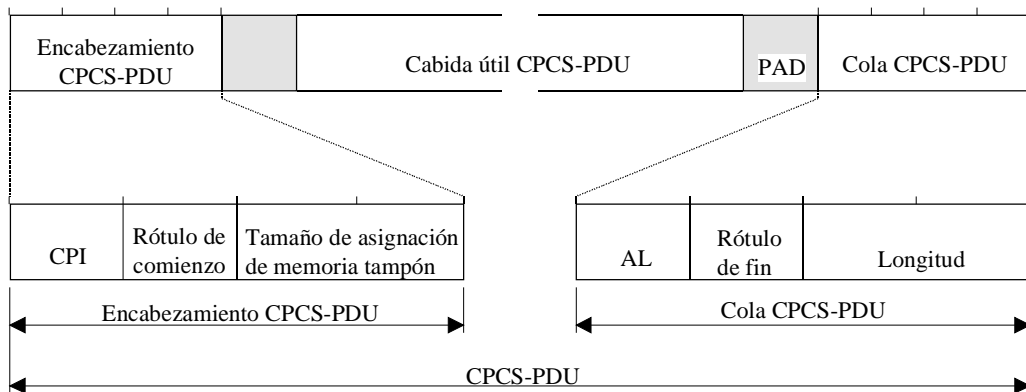 Encabezamiento
CPCS-PDU
Cabida útil CPCS-PDU
PAD
Cola CPCS-PDU
CPI
Rótulo de
comienzo
Tamaño de asignación
de memoria tampón
AL
Rótulo
de fin
Longitud
Encabezamiento CPCS-PDU
Cola CPCS-PDU
CPCS-PDU